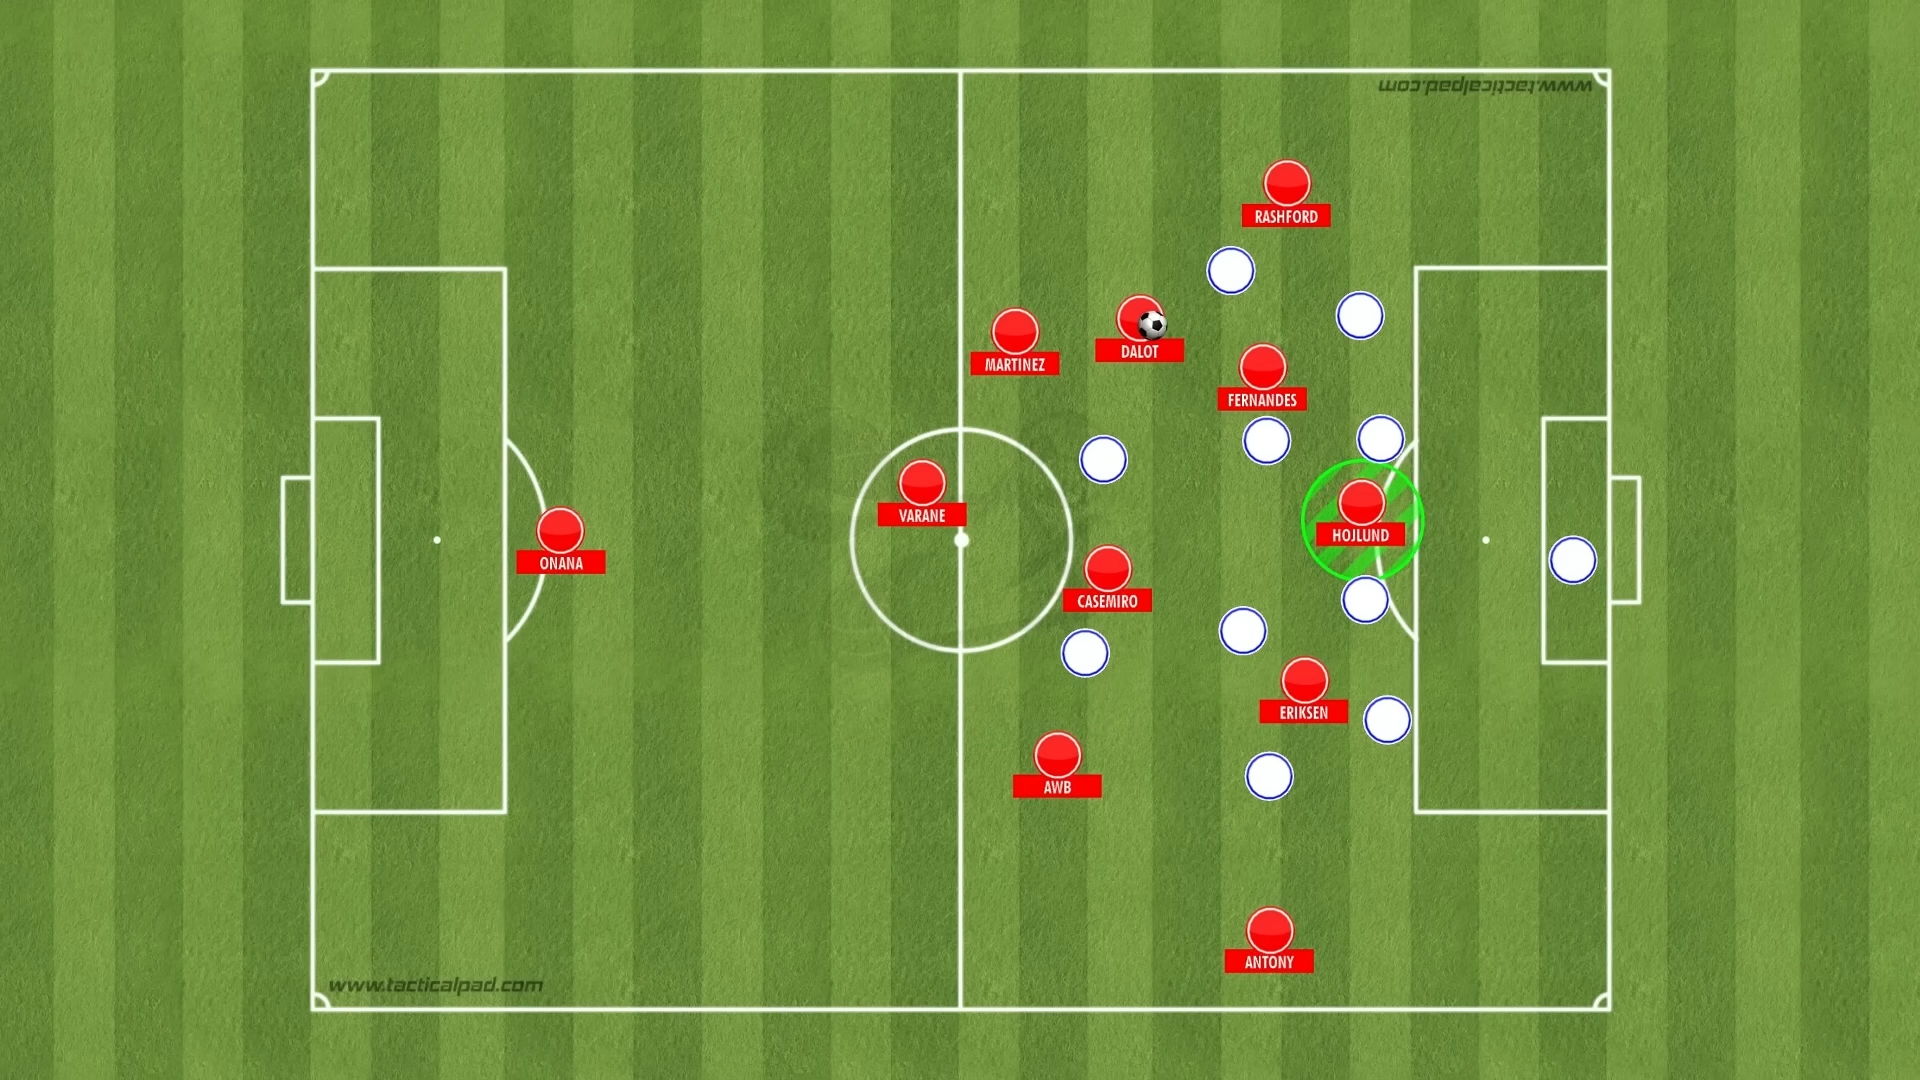 www.tacticalpad.com
RASHFORD
MARTINEZ
DALOT
FERNANDES
VARANE
HOJLUND
ONANA
CASEMIRO
ERIKSEN
AWB
ANTONY
www.tacticalpad.com